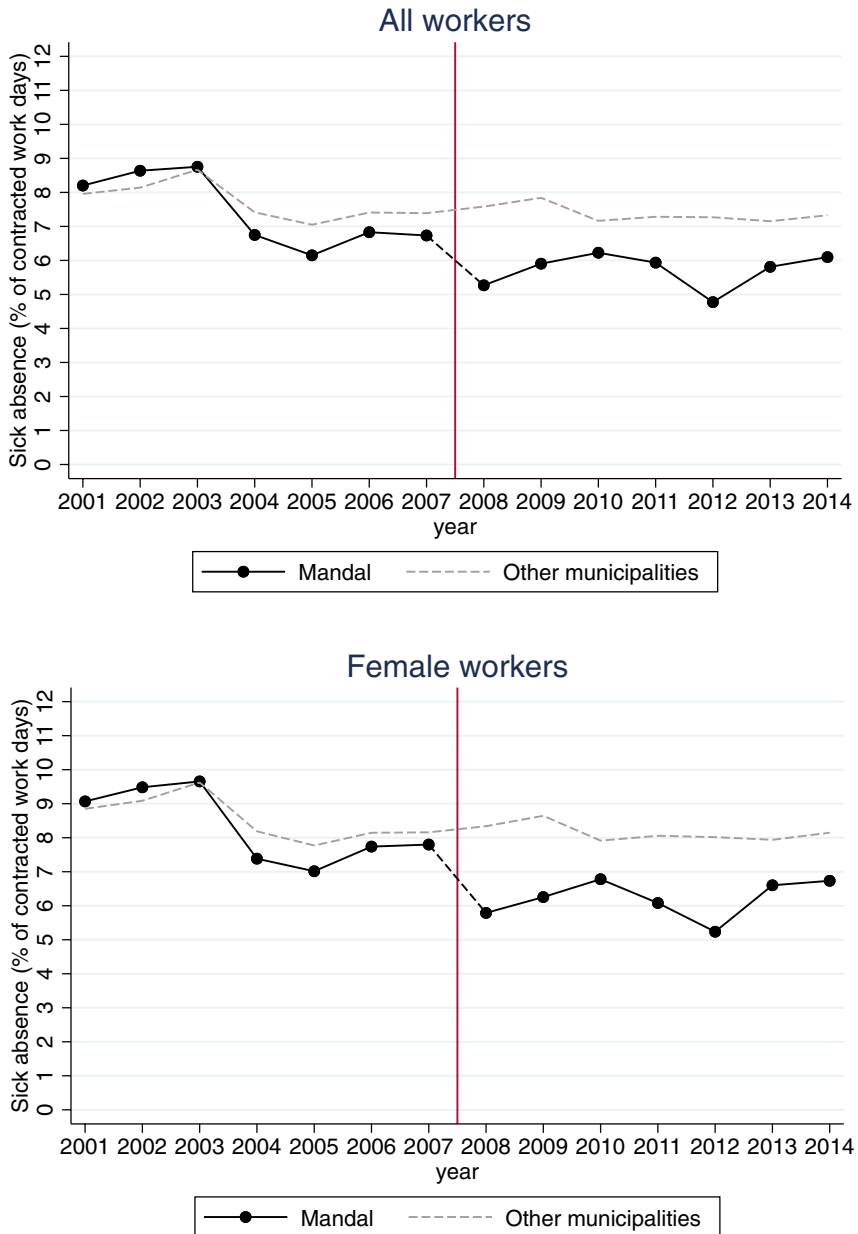 All workers
Sick absence (% of contracted work days)
12
11
10
9
8
7
6
5
4
3
2
1
0
2001 2002 2003 2004 2005 2006 2007 2008 2009 2010 2011 2012 2013 2014
year
Mandal Other municipalities
Female workers
Sick absence (% of contracted work days)
12
11
10
9
8
7
6
5
4
3
2
1
0
2001 2002 2003 2004 2005 2006 2007 2008 2009 2010 2011 2012 2013 2014
year
Mandal Other municipalities